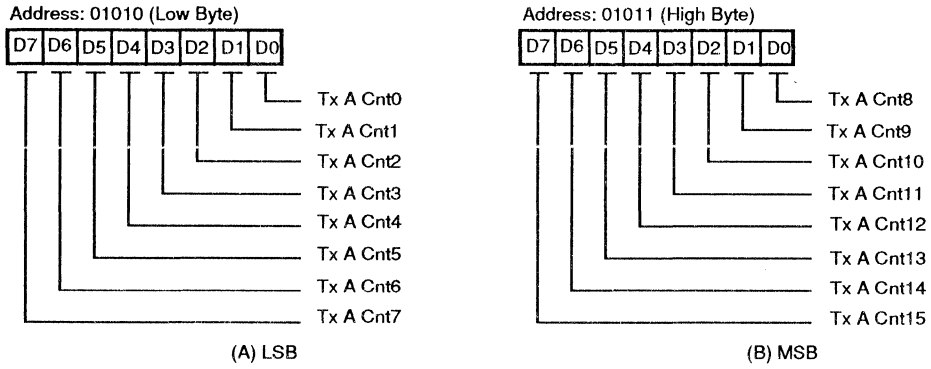 Address: 01010 (Low Byte)
D7 D6 D5 D4 D3 D2 D1 D0
Tx A Cnt0
Tx A Cnt1
Tx A Cnt2
Tx A Cnt3
Tx A Cnt4
Tx A Cnt5
Tx A Cnt6
Tx A Cnt7
(A) LSB
Address: 01011 (High Byte)
D7 D6 D5 D4 D3 D2 D1 D0
Tx A Cnt8
Tx A Cnt9
Tx A Cnt10
Tx A Cnt11
Tx A Cnt12
Tx A Cnt13
Tx A Cnt14
Tx A Cnt15
(B) MSB